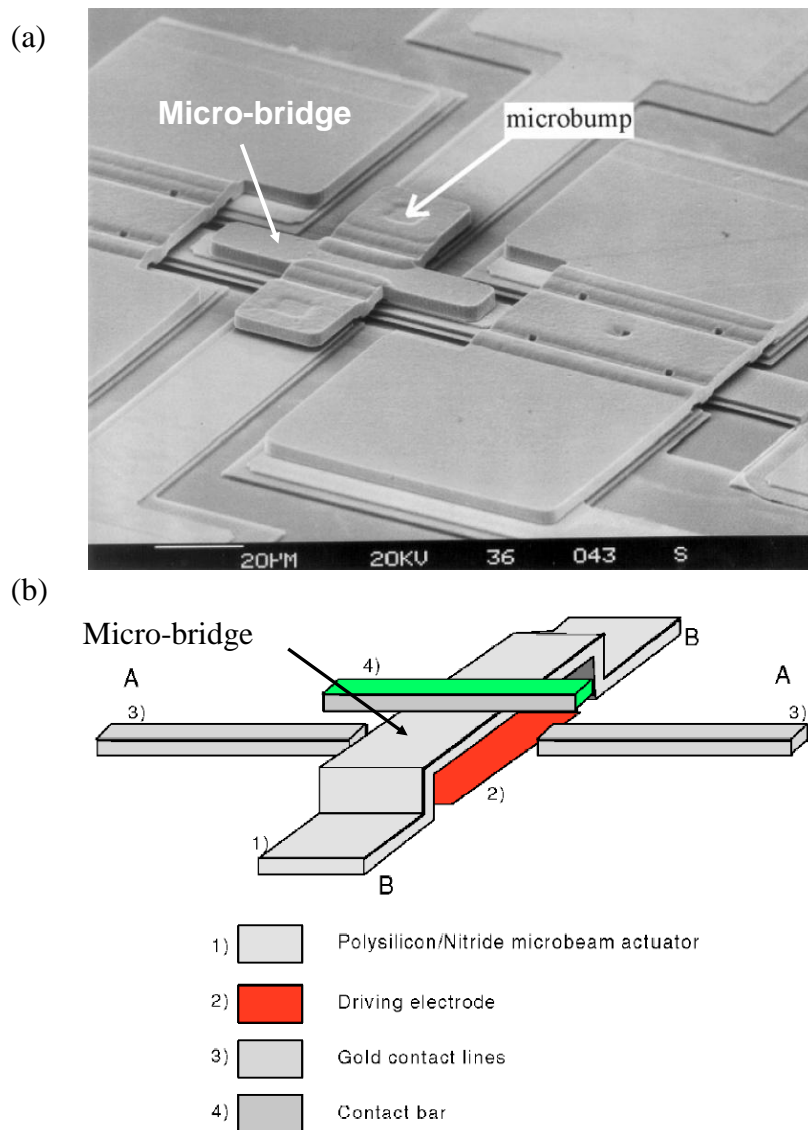 (a)
Micro-bridge
microbump
20µM 20KV 36 043 S
(b)
Micro-bridge
B
4)
A
A
3)
3)
2)
1)
B
1) Polysilicon/Nitride microbeam actuator
2) Driving electrode
3) Gold contact lines
4) Contact bar